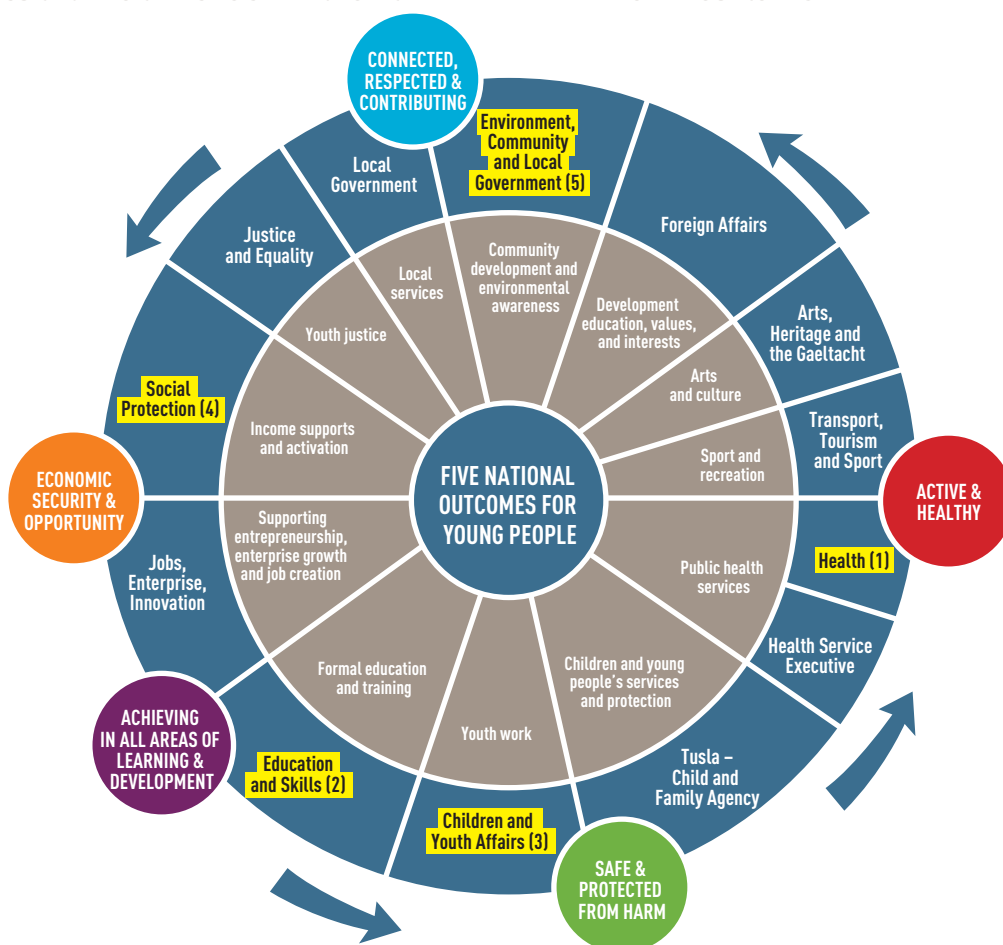 CONNECTED,
RESPECTED &
CONTRIBUTING
Environment,
Community
and Local
Government (5)
Local
Government
Foreign Affairs
Justice
and Equality
Community
development and
environmental
awareness
Local
services
Development
education, values,
and interests
Arts,
Heritage and
the Gaeltacht
Youth justice
Arts
and culture
Social
Protection (4)
Transport,
Tourism
and Sport
Income supports
and activation
Sport and
recreation
FIVE NATIONAL
OUTCOMES FOR
YOUNG PEOPLE
ECONOMIC
SECURITY &
OPPORTUNITY
ACTIVE &
HEALTHY
Supporting
entrepreneurship,
enterprise growth
and job creation
Jobs,
Enterprise,
Innovation
Public health
services
Health (1)
Health Service
Executive
Formal education
and training
Children and young
people's services
and protection
ACHIEVING
IN ALL AREAS OF
LEARNING &
DEVELOPMENT
Youth work
Education
and Skills (2)
Tusla –
Child and
Family Agency
Children and
Youth Affairs (3)
SAFE &
PROTECTED
FROM HARM